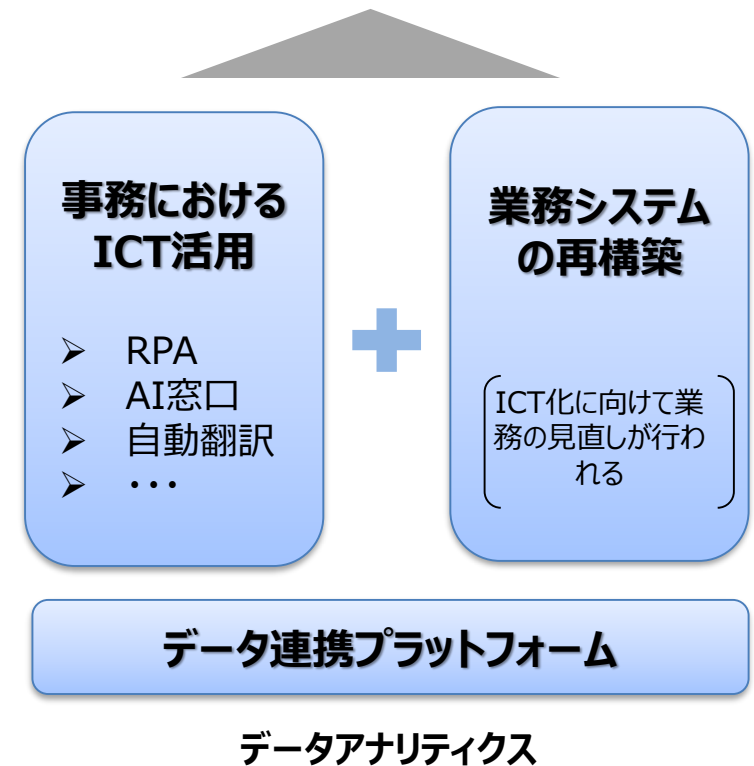 事務における
ICT活用
➢ RPA
➢ AI窓口
➢ 自動翻訳
➢ ・・・
業務システム
の再構築
ICT化に向けて業
務の見直しが行わ
れる
データ連携プラットフォーム
データアナリティクス